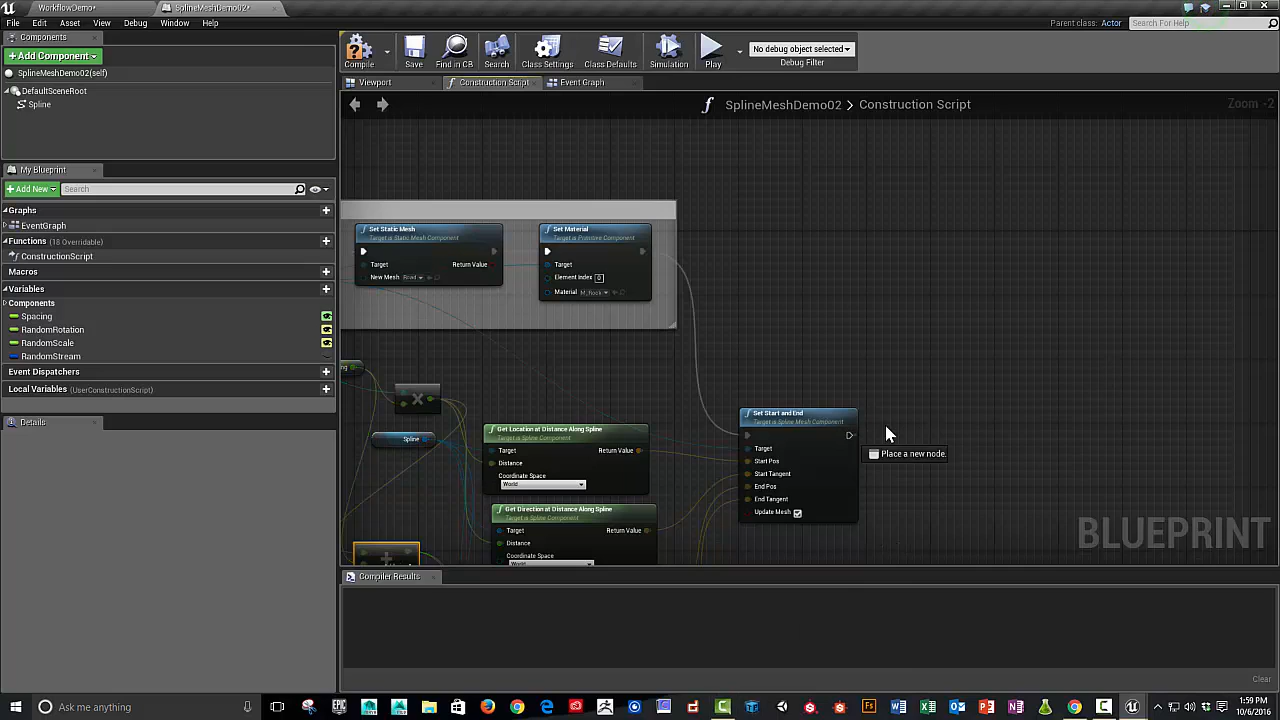 WorkflowDemo*
SplineMeshDemo02*
File Edit Asset View Debug Window Help
Parent class: Actor
Search For Help
Components
+Add Component
SplineMeshDemo02(self)
DefaultSceneRoot
Spline
My Blueprint
+Add New
Search
Graphs
EventGraph
Functions (18 Overridable)
ConstructionScript
Macros
Variables
Components
Spacing
RandomRotation
RandomScale
RandomStream
Event Dispatchers
Local Variables (UserConstructionScript)
Details
Compile
Save
Find in CB
Search
Class Settings
Class Defaults
Simulation
Play
No debug object selected
Debug Filter
Viewport
Construction Script
Event Graph
SplineMeshDemo02 > Construction Script
Zoom -2
Set Static Mesh
Target is Static Mesh Component
Target
Return Value
New Mesh Road
Set Material
Target is Primitive Component
Target
Element Index 0
Material M_Rock
Spline
Get Location at Distance Along Spline
Target is Spline Component
Target
Return Value
Distance
Coordinate Space
World
Get Direction at Distance Along Spline
Target is Spline Component
Target
Return Value
Distance
Coordinate Space
World
Set Start and End
Target is Spline Mesh Component
Target
Start Pos
Start Tangent
End Pos
End Tangent
Update Mesh
Place a new node.
BLUEPRINT
Compiler Results
Clear
Ask me anything
1:59 PM
10/6/2016